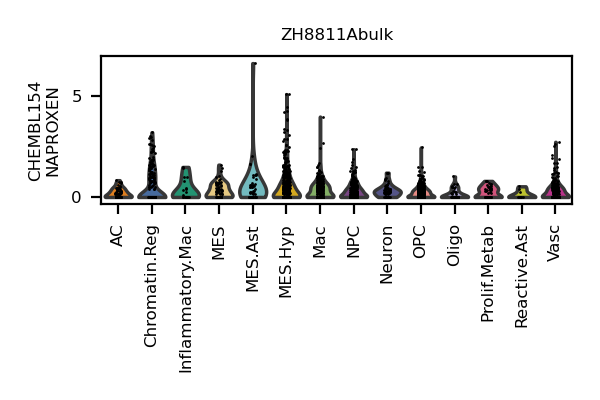 ZH8811Abulk
CHEMBL154
NAPROXEN
5
0
AC
Chromatin.Reg
Inflammatory.Mac
MES
MES.Ast
MES.Hyp
Mac
NPC
Neuron
OPC
Oligo
Prolif.Metab
Reactive.Ast
Vasc